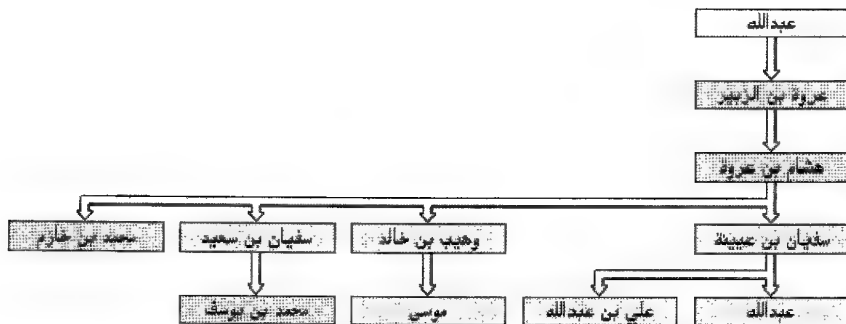 عبدالله
عروة بن الزبير
هشام بن عروة
سفيان بن عيينة
وهيب بن خالد
سفيان بن سعيد
محمد بن خازم
عبدالله
علي بن عبدالله
موسى
محمد بن يوسف